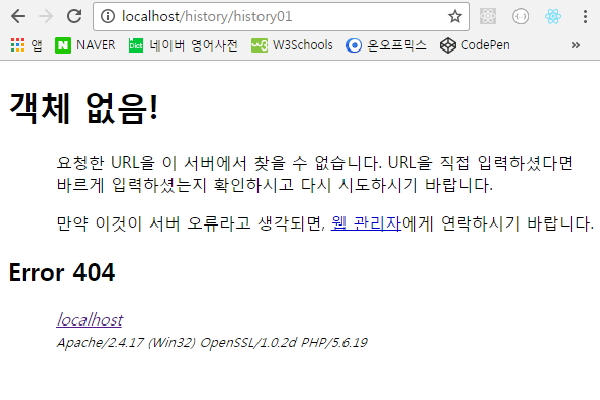 localhost/history/history01
앱 NAVER 네이버 영어사전 W3Schools 온오프믹스 CodePen »
객체 없음!
요청한 URL을 이 서버에서 찾을 수 없습니다. URL을 직접 입력하셨다면
바르게 입력하셨는지 확인하시고 다시 시도하시기 바랍니다.
만약 이것이 서버 오류라고 생각되면, 웹 관리자에게 연락하시기 바랍니다.
Error 404
localhost
Apache/2.4.17 (Win32) OpenSSL/1.0.2d PHP/5.6.19